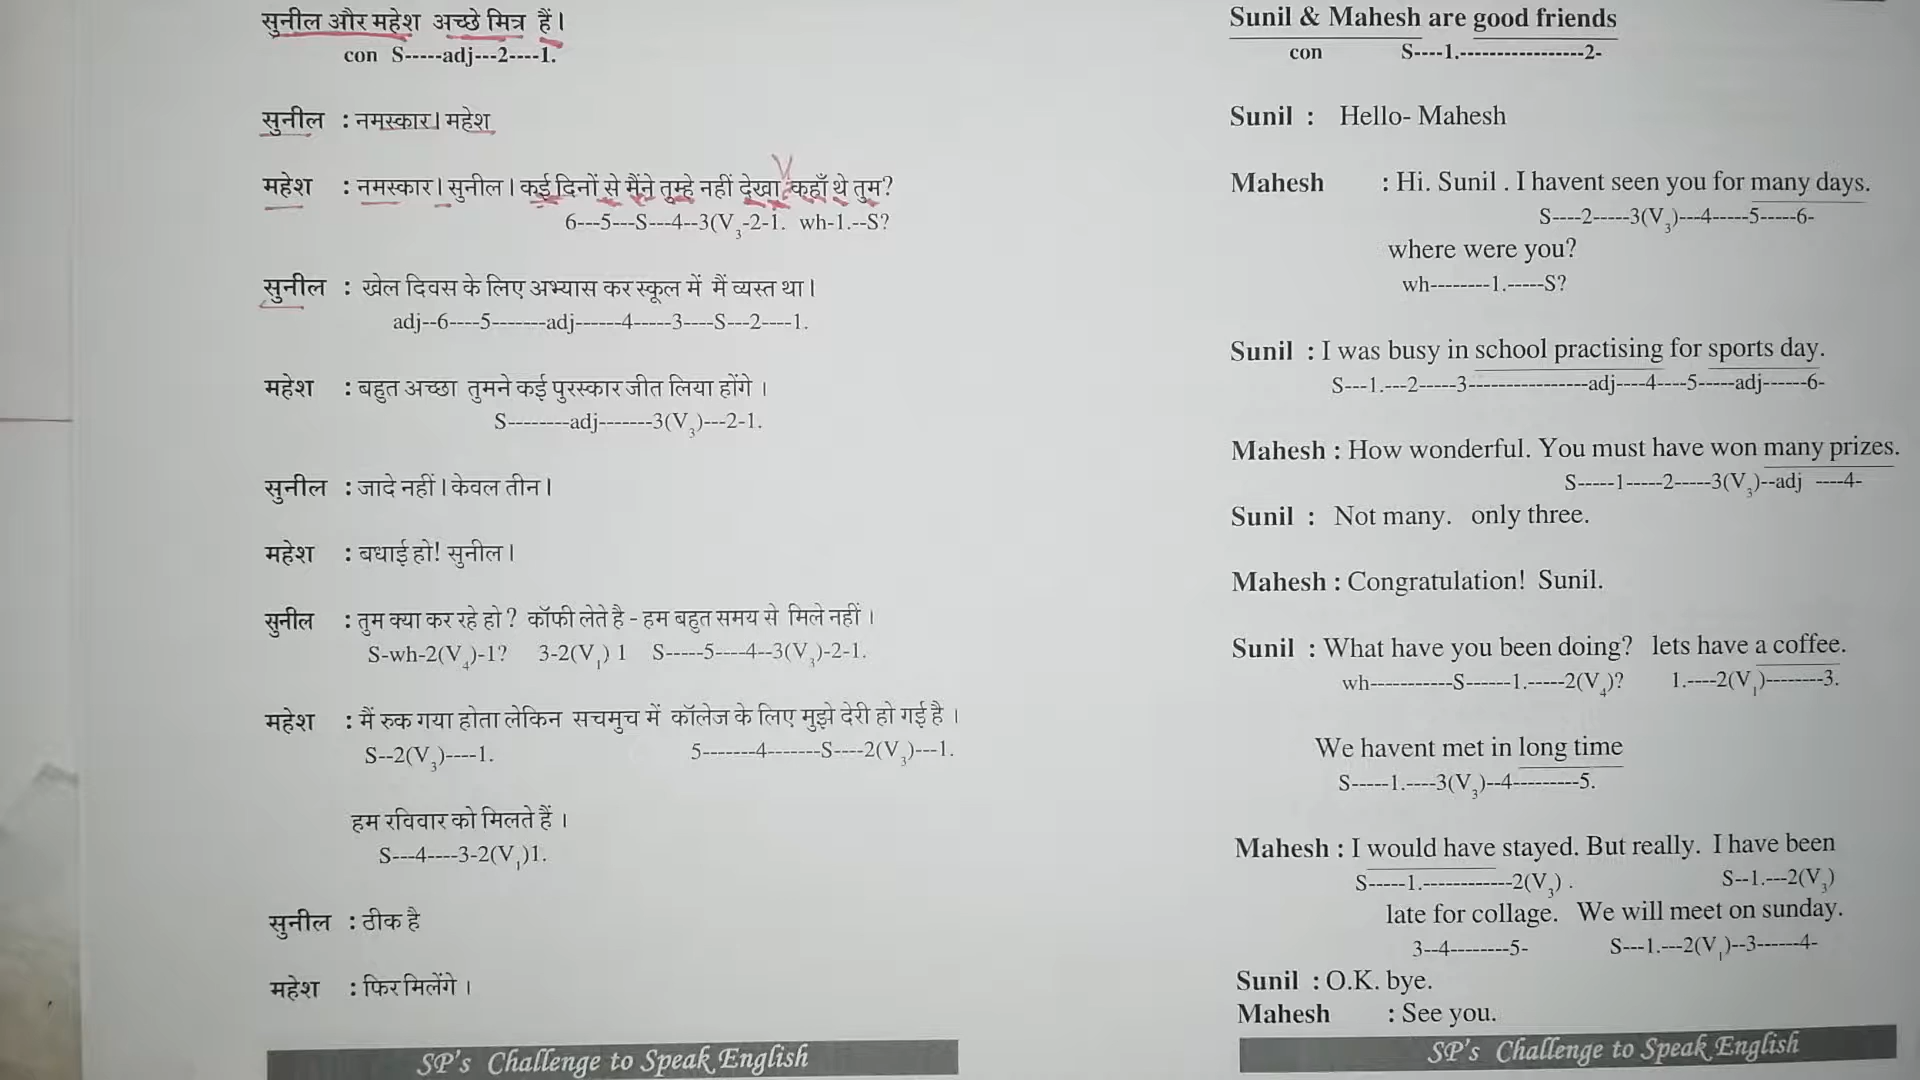 सुनील और महेश अच्छे मित्र हैं।
con S-----adj---2----1.
सुनील : नमस्कार। महेश
महेश : नमस्कार। सुनील। कई दिनों से मैंने तुम्हे नहीं देखा, कहाँ थे तुम?
6---5---S---4--3(V₃-2-1. wh-1.--S?
सुनील : खेल दिवस के लिए अभ्यास कर स्कूल में मैं व्यस्त था।
adj--6----5-------adj------4-----3----S---2----1.
महेश : बहुत अच्छा तुमने कई पुरस्कार जीत लिया होंगे ।
S--------adj-------3(V₃)---2-1.
सुनील : जादे नहीं। केवल तीन।
महेश : बधाई हो! सुनील।
सुनील : तुम क्या कर रहे हो ? कॉफी लेते है - हम बहुत समय से मिले नहीं ।
S-wh-2(V₄)-1? 3-2(V₁) 1 S-----5----4--3(V₃)-2-1.
महेश : मैं रुक गया होता लेकिन सचमुच में कॉलेज के लिए मुझे देरी हो गई है ।
S--2(V₃)----1. 5-------4-------S----2(V₃)---1.
हम रविवार को मिलते हैं ।
S---4----3-2(V₁)1.
सुनील : ठीक है
महेश : फिर मिलेंगे ।
SP's Challenge to Speak English
Sunil & Mahesh are good friends
con S----1.-----------------2-
Sunil : Hello- Mahesh
Mahesh : Hi. Sunil . I havent seen you for many days.
S----2-----3(V₃)---4-----5-----6-
where were you?
wh--------1.-----S?
Sunil : I was busy in school practising for sports day.
S---1.---2-----3----------------adj----4----5-----adj------6-
Mahesh : How wonderful. You must have won many prizes.
S-----1-----2-----3(V₃)--adj ----4-
Sunil : Not many. only three.
Mahesh : Congratulation! Sunil.
Sunil : What have you been doing? lets have a coffee.
wh-----------S------1.-----2(V₄)? 1.----2(V₁)--------3.
We havent met in long time
S-----1.----3(V₃)--4---------5.
Mahesh : I would have stayed. But really. I have been
S-----1.------------2(V₃) . S--1.---2(V₃)
late for collage. We will meet on sunday.
3--4--------5- S---1.---2(V₁)--3------4-
Sunil : O.K. bye.
Mahesh : See you.
SP's Challenge to Speak English